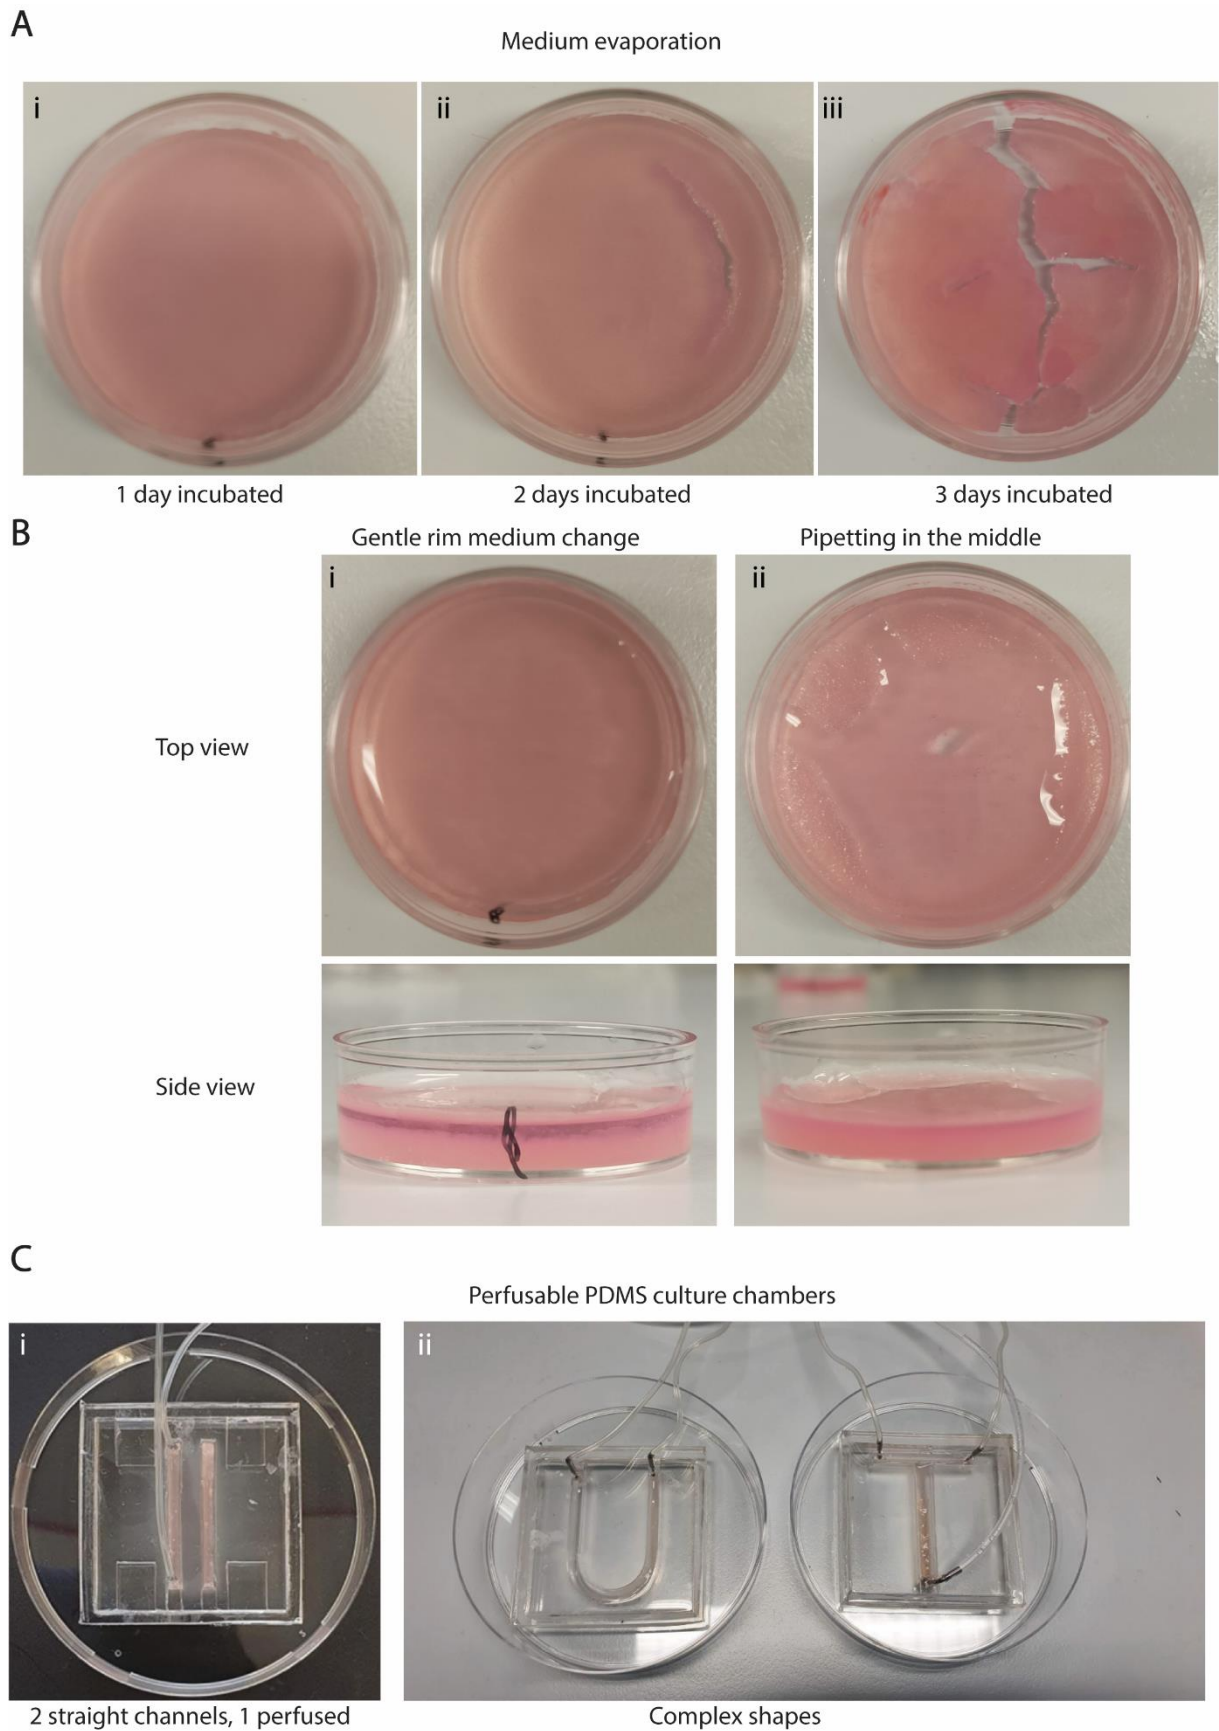 A
Medium evaporation
i
ii
iii
1 day incubated
2 days incubated
3 days incubated
B
Gentle rim medium change
Pipetting in the middle
i
ii
Top view
Side view
C
Perfusable PDMS culture chambers
i
ii
2 straight channels, 1 perfused
Complex shapes